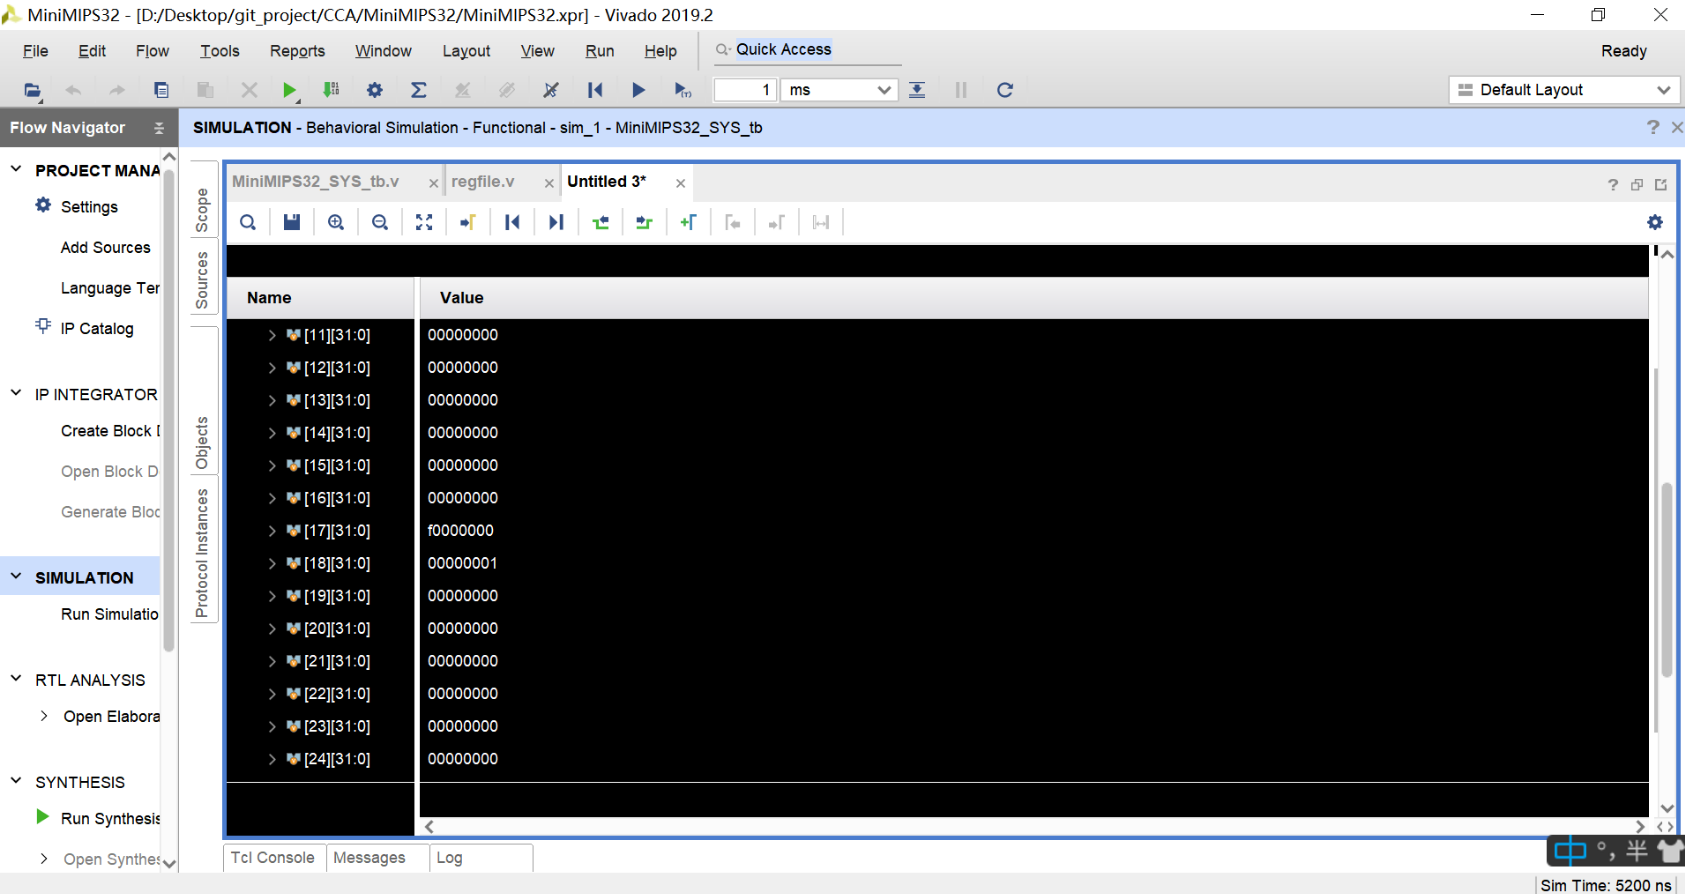 MiniMIPS32 - [D:/Desktop/git_project/CCA/MiniMIPS32/MiniMIPS32.xpr] - Vivado 2019.2
File Edit Flow Tools Reports Window Layout View Run Help Quick Access Ready
1 ms Default Layout
Flow Navigator
SIMULATION - Behavioral Simulation - Functional - sim_1 - MiniMIPS32_SYS_tb
PROJECT MANA
Settings
Add Sources
Language Ter
IP Catalog
IP INTEGRATOR
Create Block D
Open Block D
Generate Bloc
SIMULATION
Run Simulatio
RTL ANALYSIS
Open Elabora
SYNTHESIS
Run Synthesis
Open Synthes
Scope
Sources
Objects
Protocol Instances
MiniMIPS32_SYS_tb.v regfile.v Untitled 3*
Name Value
[11][31:0] 00000000
[12][31:0] 00000000
[13][31:0] 00000000
[14][31:0] 00000000
[15][31:0] 00000000
[16][31:0] 00000000
[17][31:0] f0000000
[18][31:0] 00000001
[19][31:0] 00000000
[20][31:0] 00000000
[21][31:0] 00000000
[22][31:0] 00000000
[23][31:0] 00000000
[24][31:0] 00000000
Tcl Console Messages Log
中 °, 半
Sim Time: 5200 ns